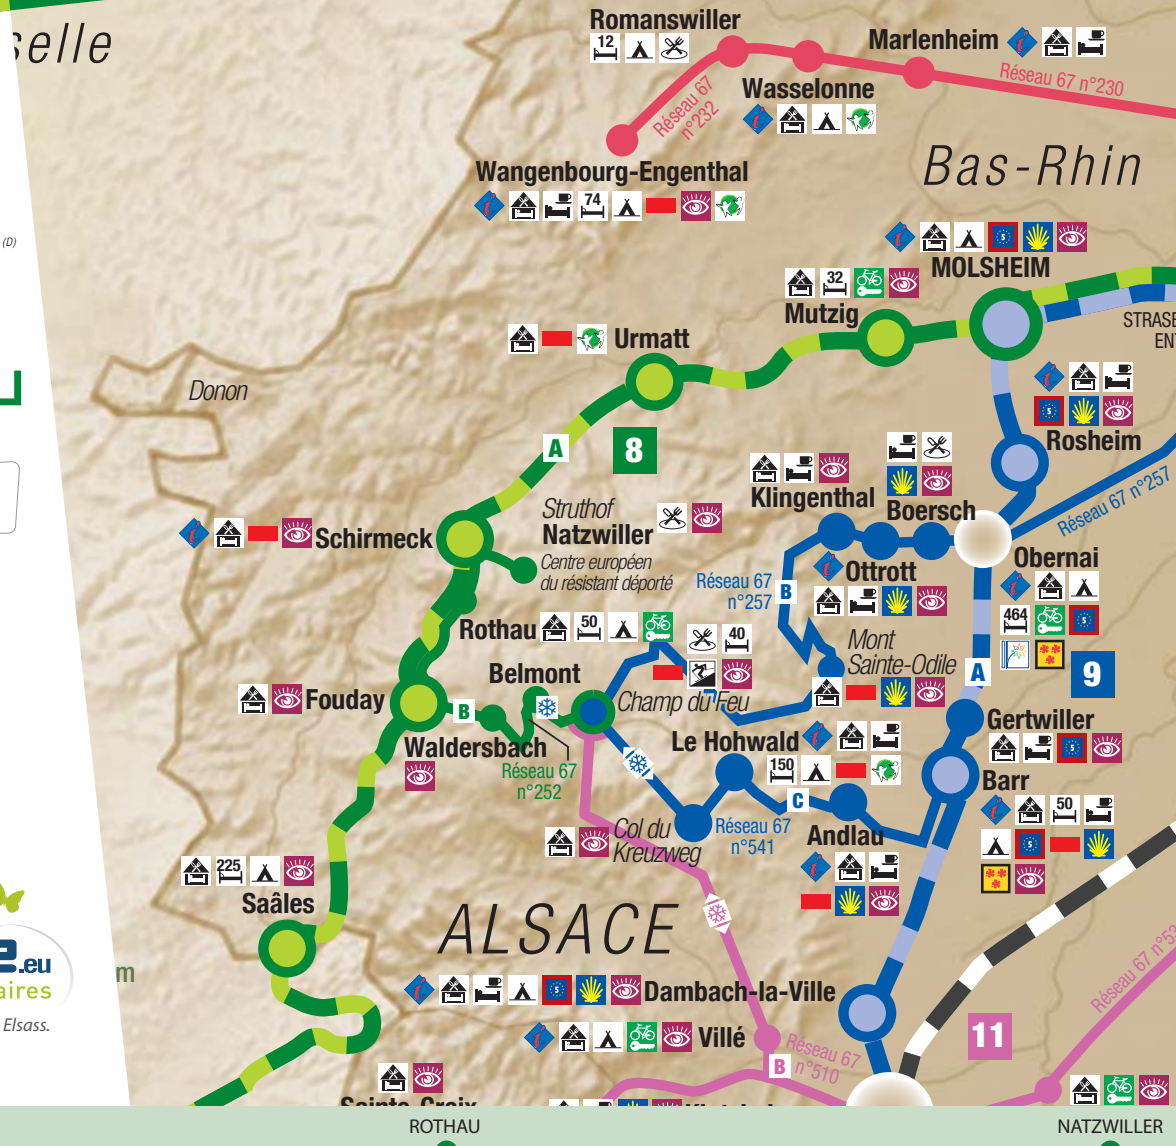 selle
Romanswiller
12
Marlenheim
Réseau 67 n°230
Wasselonne
Réseau 67
n°232
Wangenbourg-Engenthal
74
Bas-Rhin
(D)
MOLSHEIM
32
Mutzig
STRASB
EN
Urmatt
Donon
Rosheim
A
8
Klingenthal
Boersch
Réseau 67 n°257
Struthof
Natzwiller
Centre européen
du résistant déporté
Schirmeck
Obernai
Ottrott
Réseau 67
n°257
B
464
Rothau
50
40
Mont
Sainte-Odile
A
9
Belmont
Champ du Feu
Fouday
B
Gertwiller
Waldersbach
Le Hohwald
150
Réseau 67
n°252
Barr
50
C
Col du
Kreuzweg
Réseau 67
n°541
Andlau
225
Saâles
ALSACE
.eu
aires
m
Elsass.
Dambach-la-Ville
Villé
Réseau 67
n°510
B
11
Réseau 67 n°53
Sainte-Croix
ROTHAU
NATZWILLER